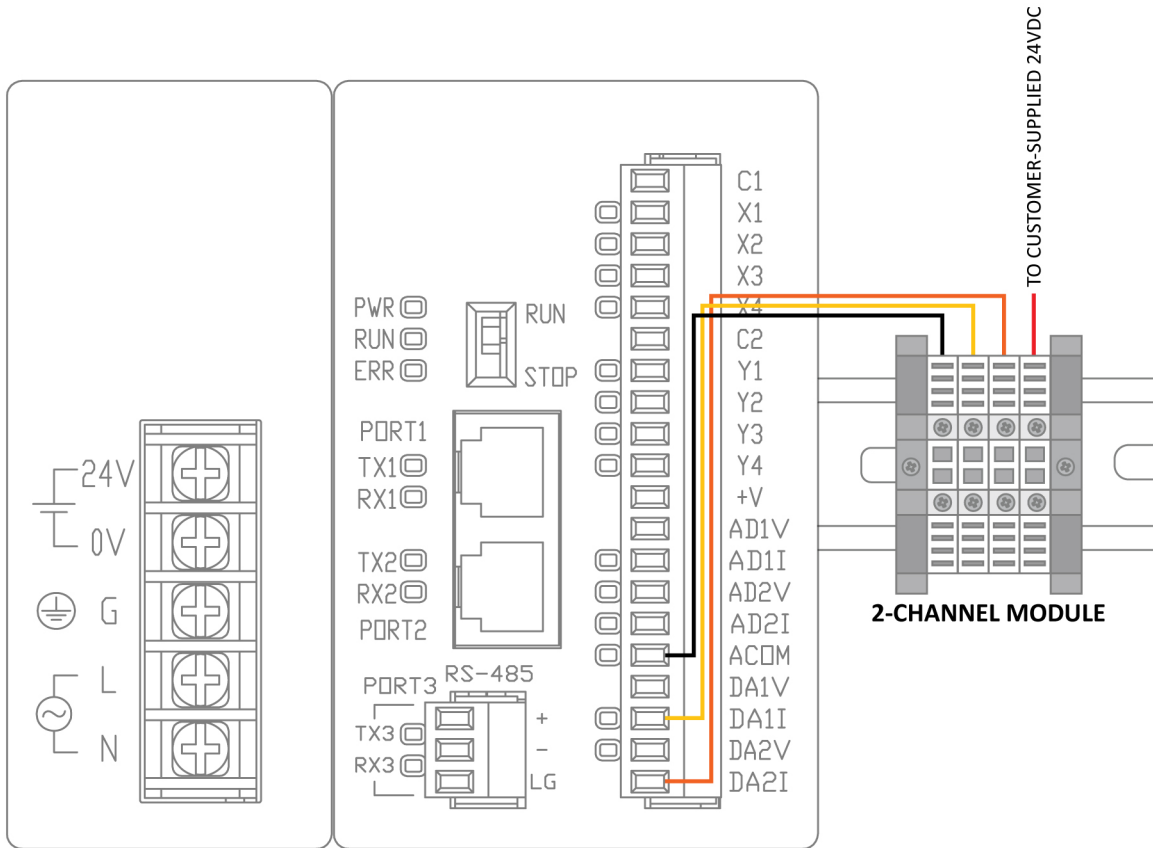 TO CUSTOMER-SUPPLIED 24VDC
24V
0V
G
L
N
PWR
RUN
ERR
RUN
STOP
PORT1
TX1
RX1
TX2
RX2
PORT2
RS-485
PORT3
TX3
RX3
+
-
LG
C1
X1
X2
X3
X4
C2
Y1
Y2
Y3
Y4
+V
AD1V
AD1I
AD2V
AD2I
ACOM
DA1V
DA1I
DA2V
DA2I
2-CHANNEL MODULE